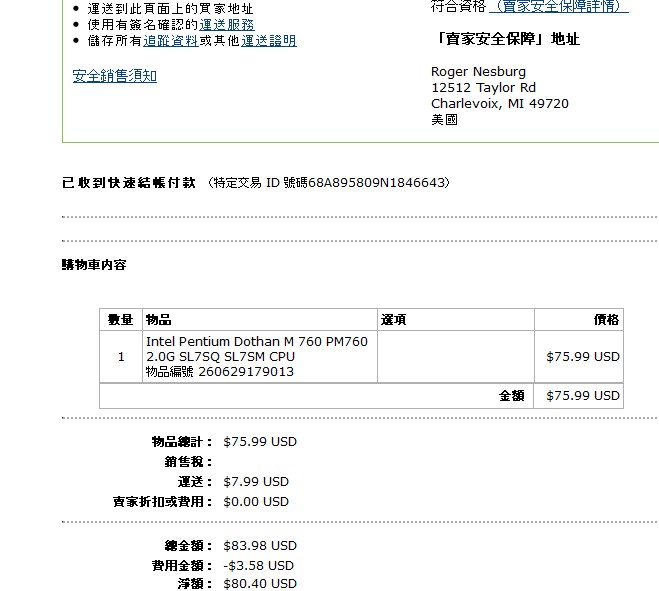 運送到此頁面上的買家地址
使用有簽名確認的運送服務
儲存所有追蹤資料或其他運送證明
安全銷售須知
符合資格 （賣家安全保障詳情）
「賣家安全保障」地址
Roger Nesburg
12512 Taylor Rd
Charlevoix, MI 49720
美國
已收到快速結帳付款 （特定交易 ID 號碼68A895809N1846643）
購物車內容
數量 物品 選項 價格
1 Intel Pentium Dothan M 760 PM760 $75.99 USD
2.0G SL7SQ SL7SM CPU
物品編號 260629179013
金額 $75.99 USD
物品總計： $75.99 USD
銷售稅：
運送： $7.99 USD
賣家折扣或費用： $0.00 USD
總金額： $83.98 USD
費用金額： -$3.58 USD
淨額： $80.40 USD